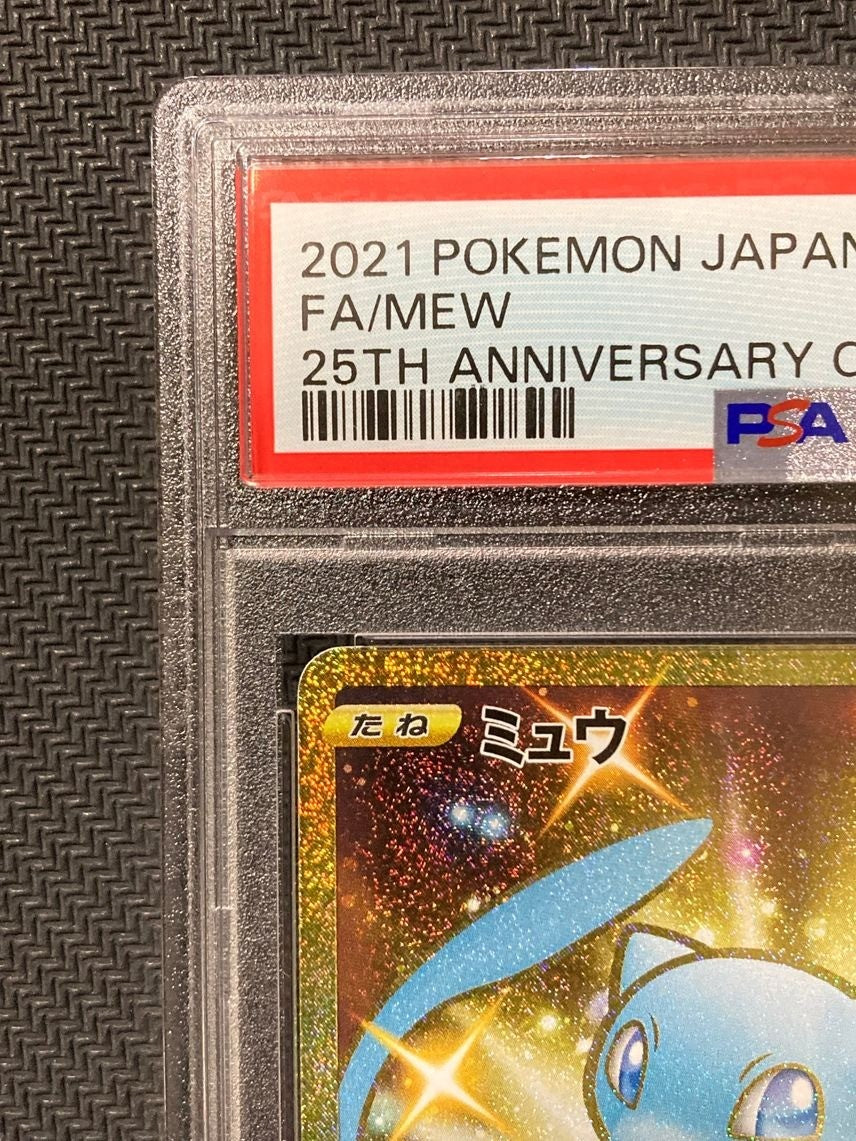 2021 POKEMON JAPAN
FA/MEW
25TH ANNIVERSARY C
PSA
たね
ミュウ